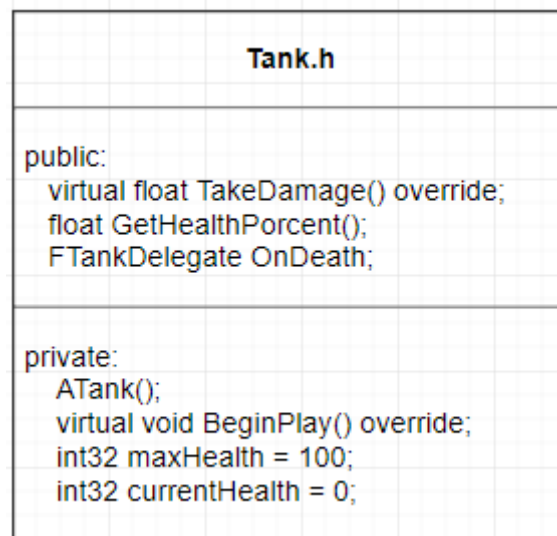 Tank.h
public:
virtual float TakeDamage() override;
float GetHealthPorcent();
FTankDelegate OnDeath;
private:
ATank();
virtual void BeginPlay() override;
int32 maxHealth = 100;
int32 currentHealth = 0;